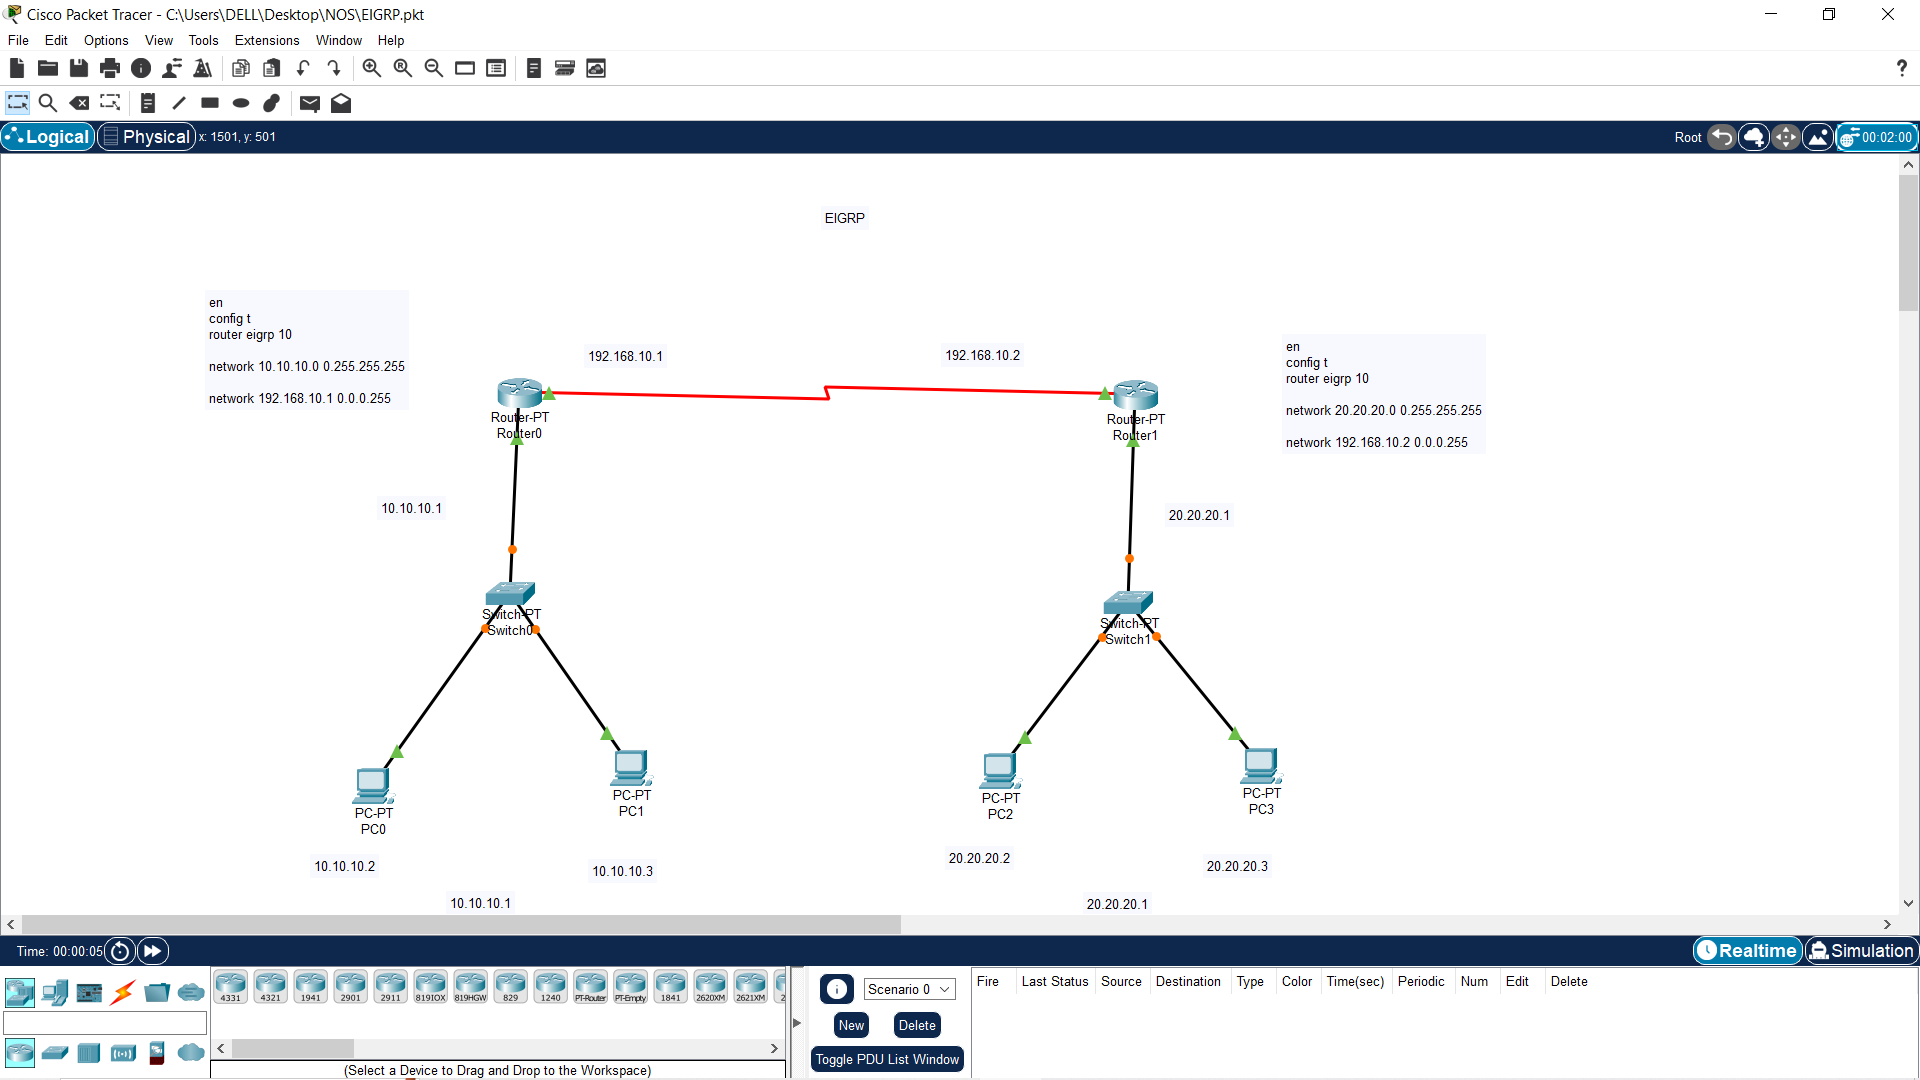 Cisco Packet Tracer - C:\Users\DELL\Desktop\NOS\EIGRP.pkt
File Edit Options View Tools Extensions Window Help
?
Logical Physical x: 1501, y: 501 Root 00:02:00
EIGRP
en
config t
router eigrp 10
network 10.10.10.0 0.255.255.255
network 192.168.10.1 0.0.0.255
192.168.10.1
192.168.10.2
en
config t
router eigrp 10
network 20.20.20.0 0.255.255.255
network 192.168.10.2 0.0.0.255
Router-PT
Router0
Router-PT
Router1
10.10.10.1
20.20.20.1
Switch-PT
Switch0
Switch-PT
Switch1
PC-PT
PC0
PC-PT
PC1
PC-PT
PC2
PC-PT
PC3
10.10.10.2
10.10.10.3
20.20.20.2
20.20.20.3
10.10.10.1
20.20.20.1
Time: 00:00:05 Realtime Simulation
4331 4321 1941 2901 2911 819IOX 819HGW 829 1240 PT-Router PT-Empty 1841 2620XM 2621XM 2
(Select a Device to Drag and Drop to the Workspace)
Scenario 0
New Delete
Toggle PDU List Window
Fire Last Status Source Destination Type Color Time(sec) Periodic Num Edit Delete